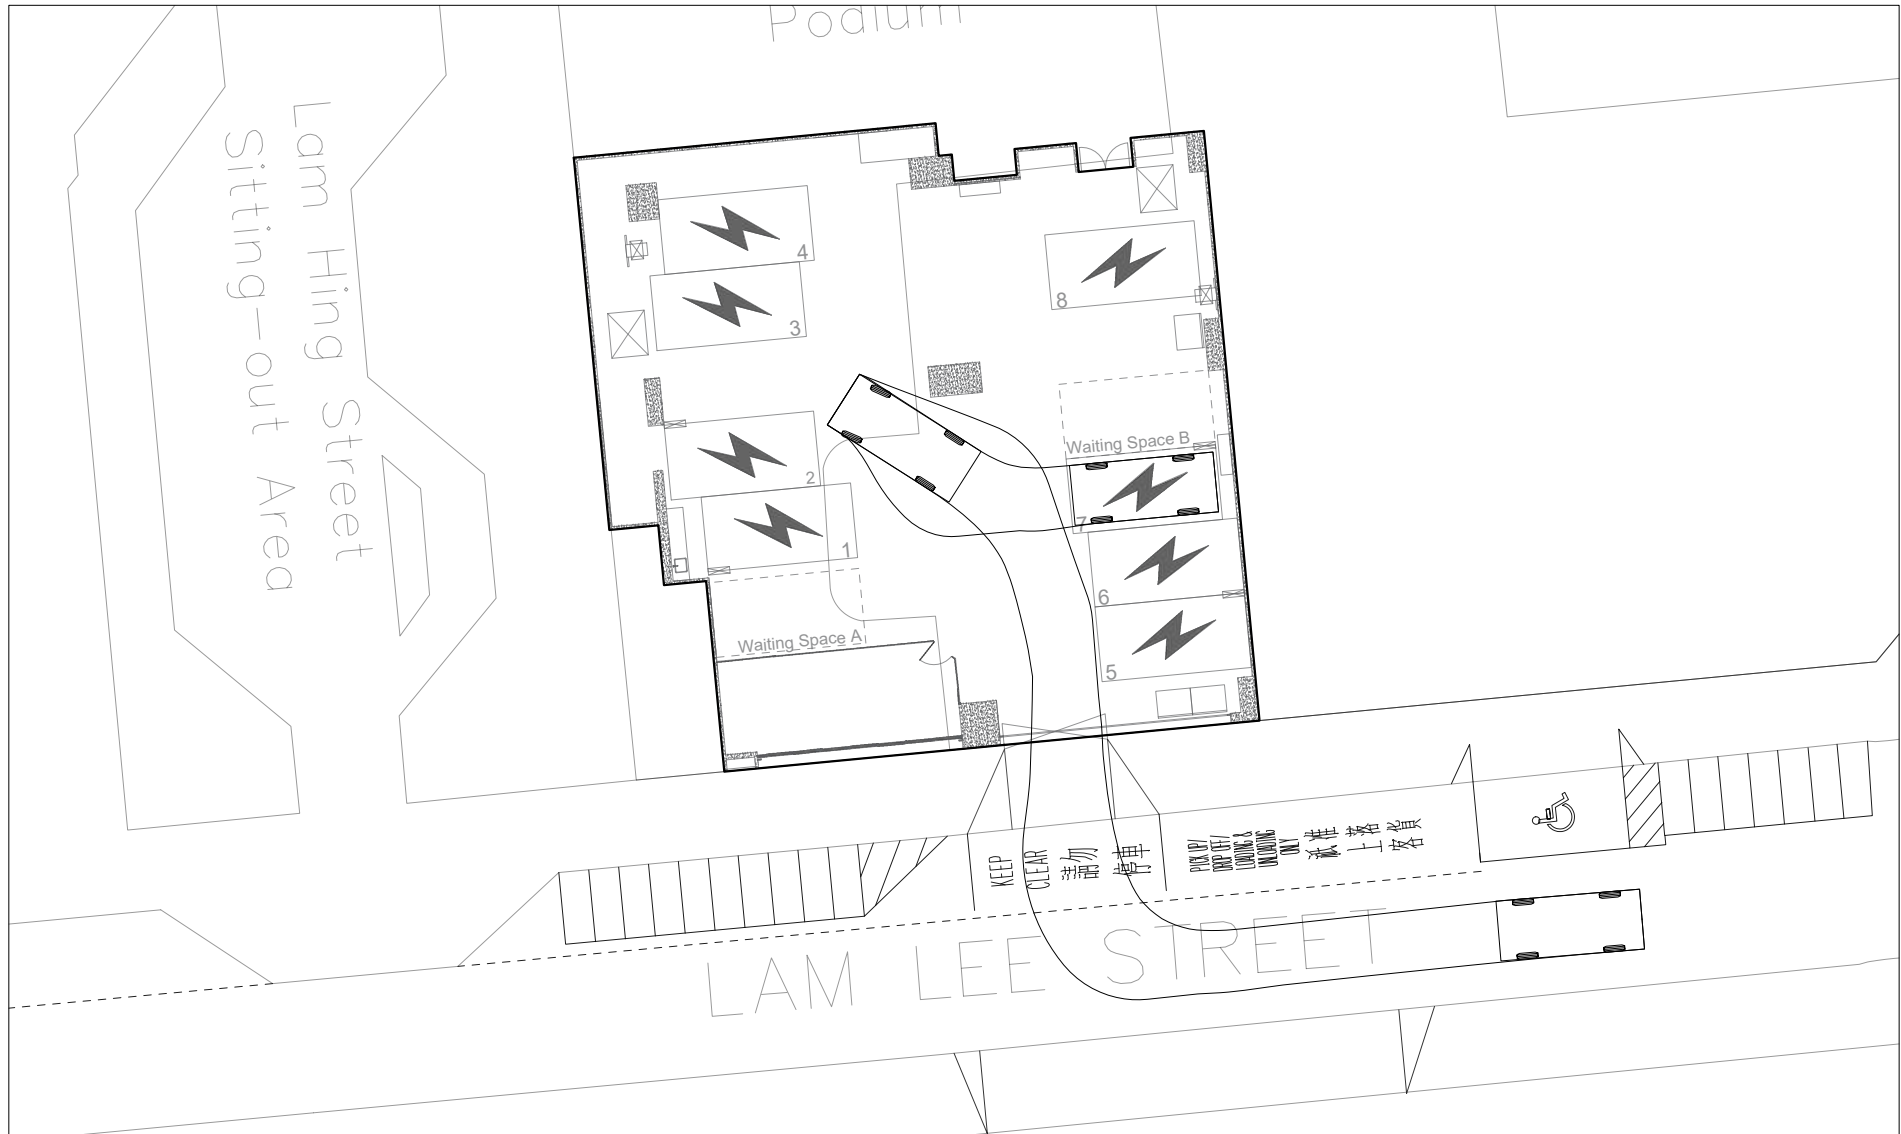 Podium
Lam Hing Street
Sitting-out Area
4
3
8
Waiting Space B
2
7
1
6
Waiting Space A
5
KEEP
CLEAR
請勿
停車
PICK UP/
DROP OFF/
LOADING &
UNLOADING
ONLY
祇准
上落
客貨
LAM LEE STREET